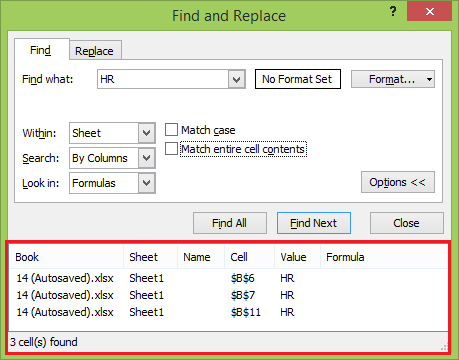 Find and Replace
?
Find Replace
Find what: HR No Format Set Format...
Within: Sheet Match case
Search: By Columns Match entire cell contents
Look in: Formulas Options <<
Find All Find Next Close
Book Sheet Name Cell Value Formula
14 (Autosaved).xlsx Sheet1 $B$6 HR
14 (Autosaved).xlsx Sheet1 $B$7 HR
14 (Autosaved).xlsx Sheet1 $B$11 HR
3 cell(s) found